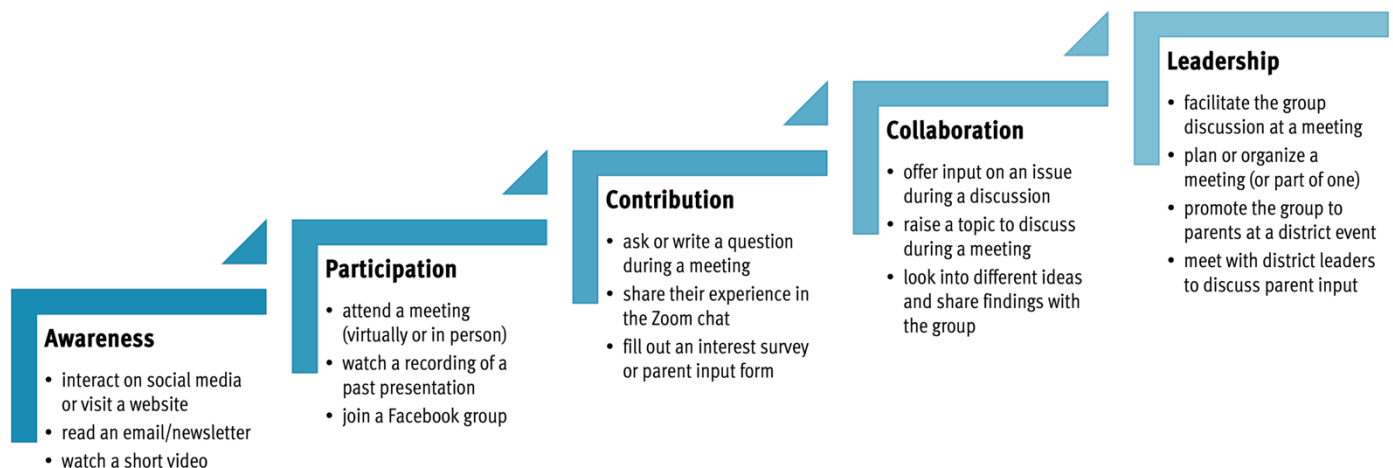 Awareness
• interact on social media
or visit a website
• read an email/newsletter
• watch a short video
Participation
• attend a meeting
(virtually or in person)
• watch a recording of a
past presentation
• join a Facebook group
Contribution
• ask or write a question
during a meeting
• share their experience in
the Zoom chat
• fill out an interest survey
or parent input form
Collaboration
• offer input on an issue
during a discussion
• raise a topic to discuss
during a meeting
• look into different ideas
and share findings with
the group
Leadership
• facilitate the group
discussion at a meeting
• plan or organize a
meeting (or part of one)
• promote the group to
parents at a district event
• meet with district leaders
to discuss parent input